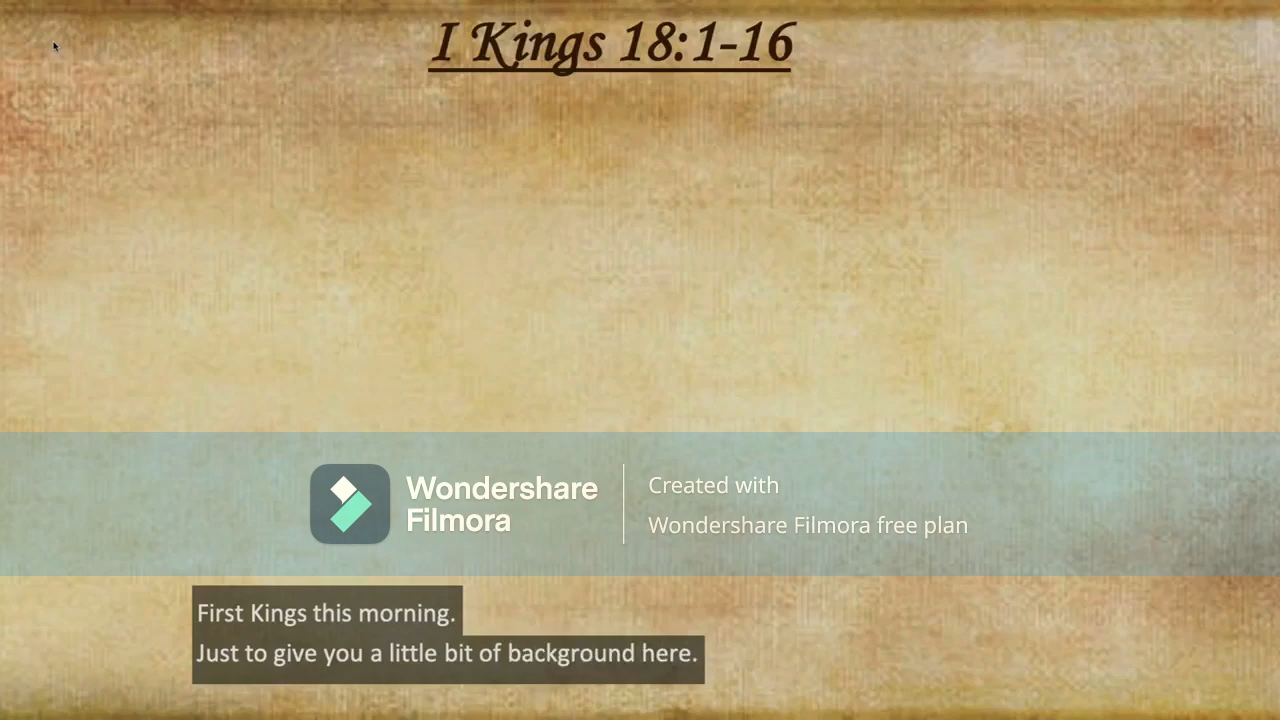 I Kings 18:1-16
Wondershare
Filmora
Created with
Wondershare Filmora free plan
First Kings this morning.
Just to give you a little bit of background here.